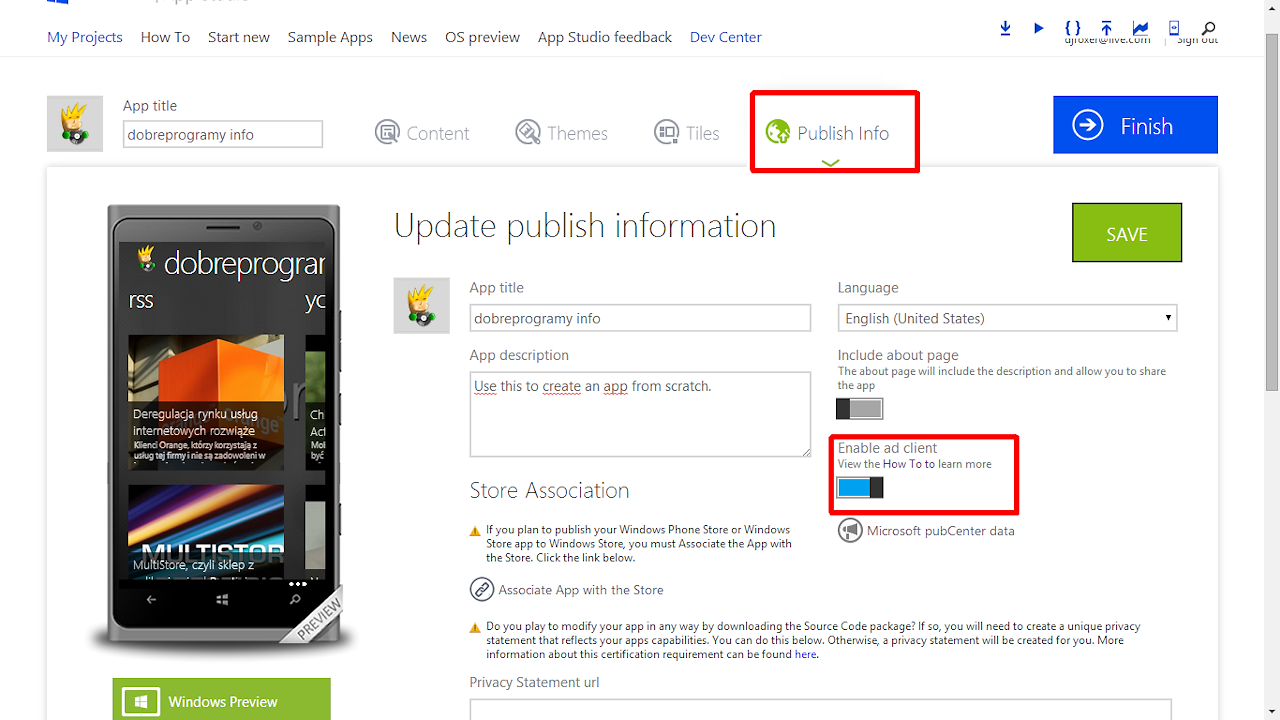 My Projects How To Start new Sample Apps News OS preview App Studio feedback Dev Center
djfoxer@live.com Sign out
App title
dobreprogramy info
Content Themes Tiles Publish Info
Finish
Update publish information
SAVE
dobreprogram
rss yo
Deregulacja rynku usług
internetowych rozwiąże
Klienci Orange, którzy korzystają z
usług tej firmy i nie są zadowoleni w
MULTISTOR
MultiStore, czyli sklep z
PREVIEW
Windows Preview
App title
dobreprogramy info
Language
English (United States)
App description
Use this to create an app from scratch.
Include about page
The about page will include the description and allow you to share
the app
Enable ad client
View the How To to learn more
Microsoft pubCenter data
Store Association
If you plan to publish your Windows Phone Store or Windows
Store app to Windows Store, you must Associate the App with
the Store. Click the link below.
Associate App with the Store
Do you play to modify your app in any way by downloading the Source Code package? If so, you will need to create a unique privacy
statement that reflects your apps capabilities. You can do this below. Otherwise, a privacy statement will be created for you. More
information about this certification requirement can be found here.
Privacy Statement url